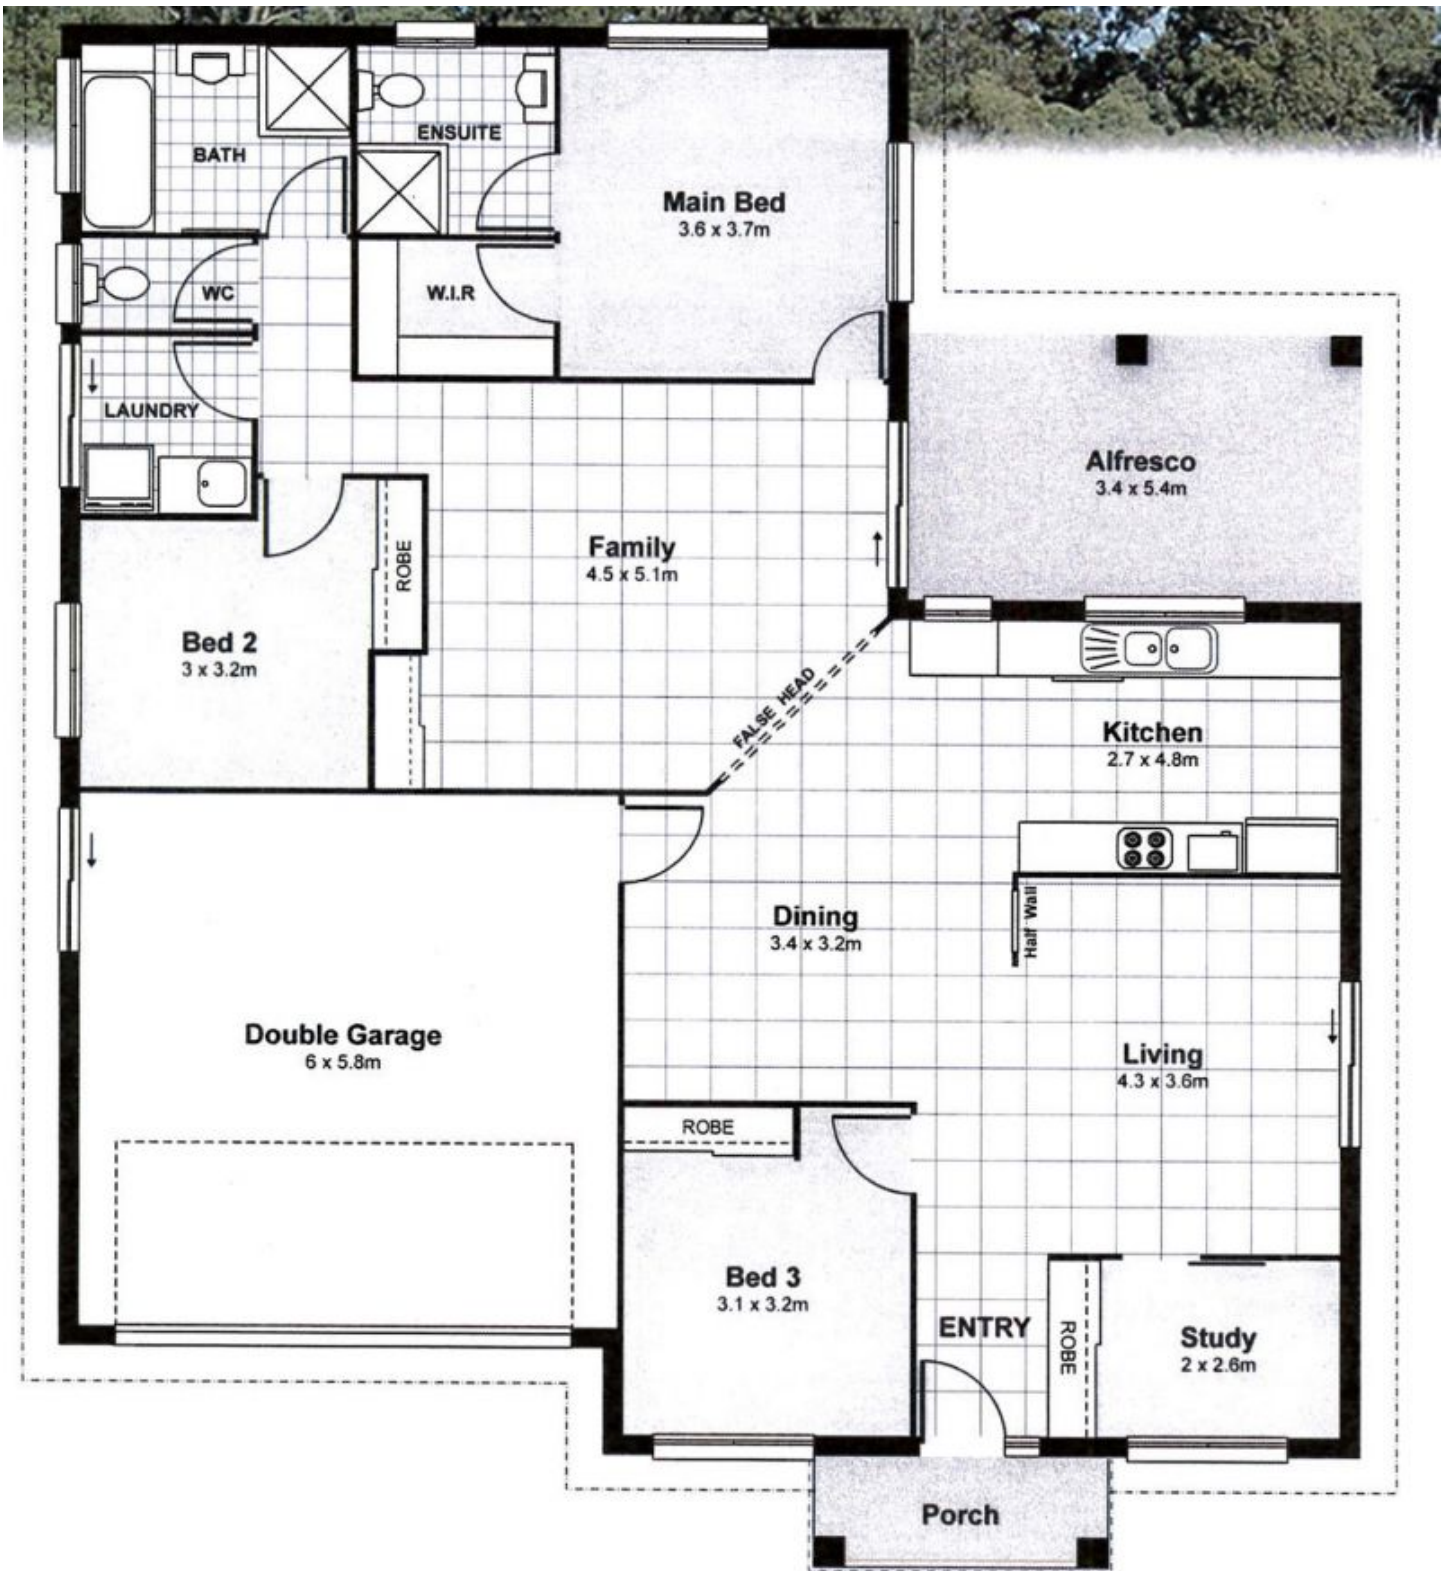 BATH
ENSUITE
Main Bed
3.6 x 3.7m
WC
W.I.R
LAUNDRY
Alfresco
3.4 x 5.4m
Family
4.5 x 5.1m
ROBE
Bed 2
3 x 3.2m
FALSE HEAD
Kitchen
2.7 x 4.8m
Half Wall
Dining
3.4 x 3.2m
Double Garage
6 x 5.8m
Living
4.3 x 3.6m
ROBE
Bed 3
3.1 x 3.2m
ENTRY
ROBE
Study
2 x 2.6m
Porch